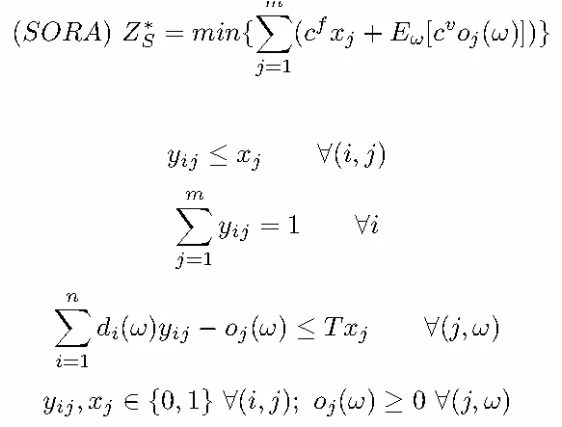 (SORA) Z_S^* = min{\sum_{j=1}^{m}(c^f x_j + E_ω[c^v o_j(ω)])}
y_{ij} ≤ x_j ∀(i, j)
\sum_{j=1}^{m} y_{ij} = 1 ∀i
\sum_{i=1}^{n} d_i(ω)y_{ij} − o_j(ω) ≤ Tx_j ∀(j, ω)
y_{ij}, x_j ∈ {0, 1} ∀(i, j); o_j(ω) ≥ 0 ∀(j, ω)